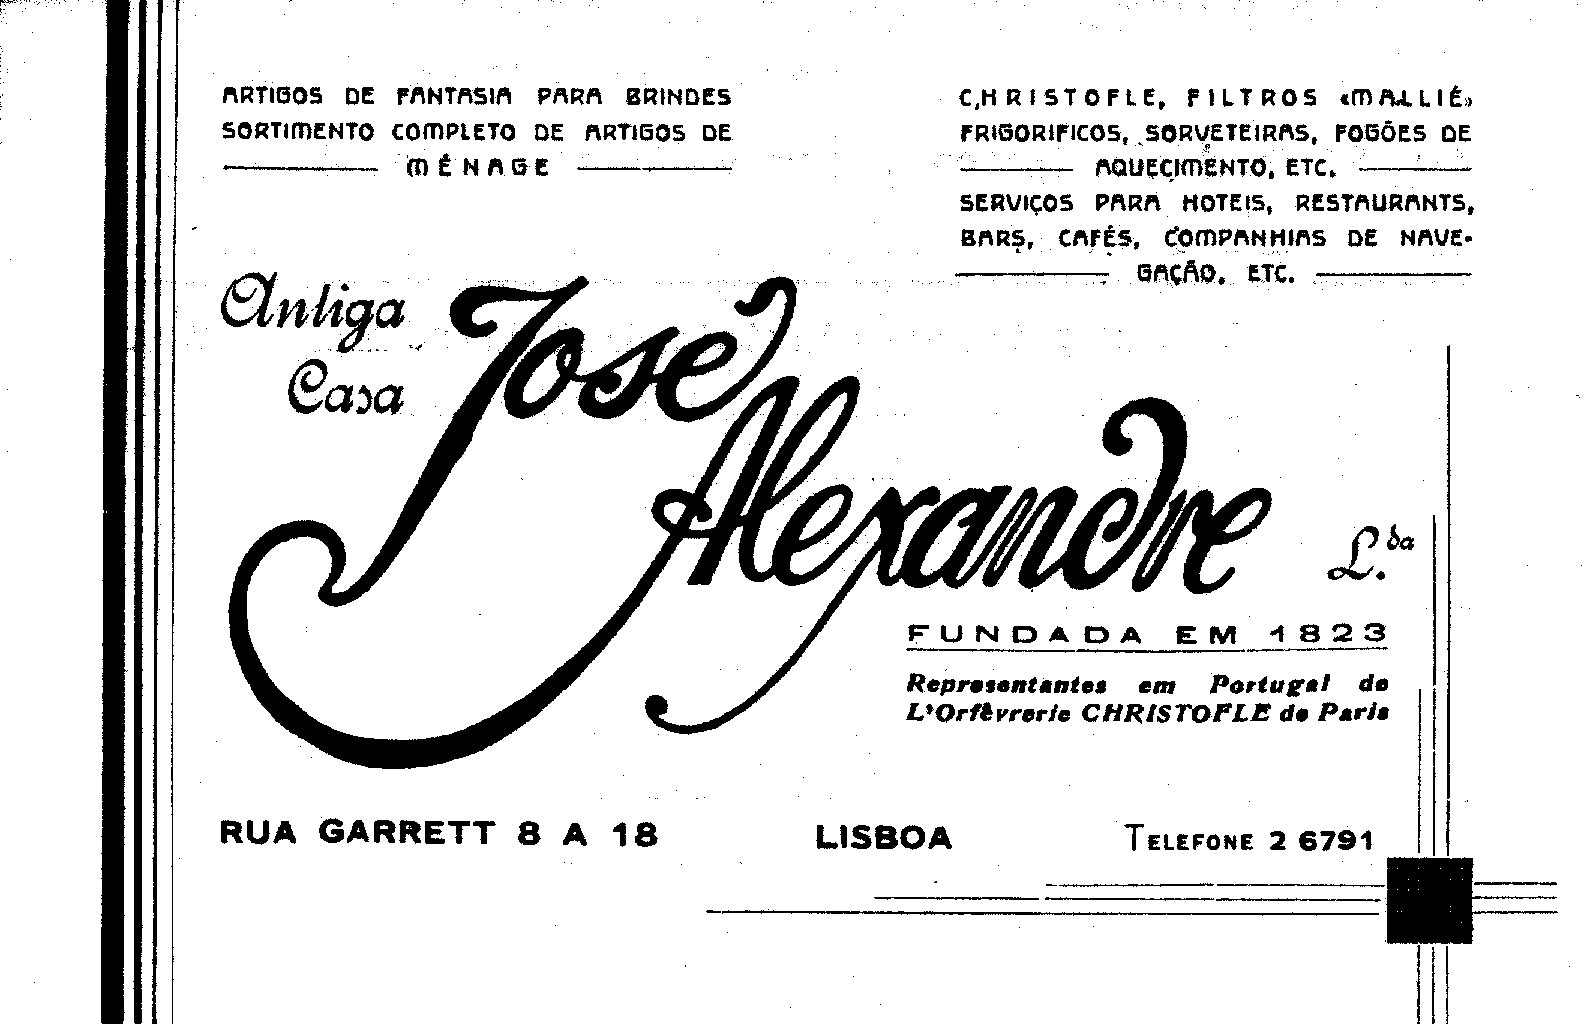 ARTIGOS DE FANTASIA PARA BRINDES
SORTIMENTO COMPLETO DE ARTIGOS DE
MÉNAGE
CHRISTOFLE, FILTROS «MALLIÉ»
FRIGORIFICOS, SORVETEIRAS, FOGÕES DE
AQUECIMENTO, ETC.
SERVIÇOS PARA HOTEIS, RESTAURANTS,
BARS, CAFÉS, COMPANHIAS DE NAVE-
GAÇÃO, ETC.
Antiga
Casa
José
Alexandre
L.da
FUNDADA EM 1823
Representantes em Portugal de
L'Orfèvrerie CHRISTOFLE de Paris
RUA GARRETT 8 A 18 LISBOA TELEFONE 2 6791